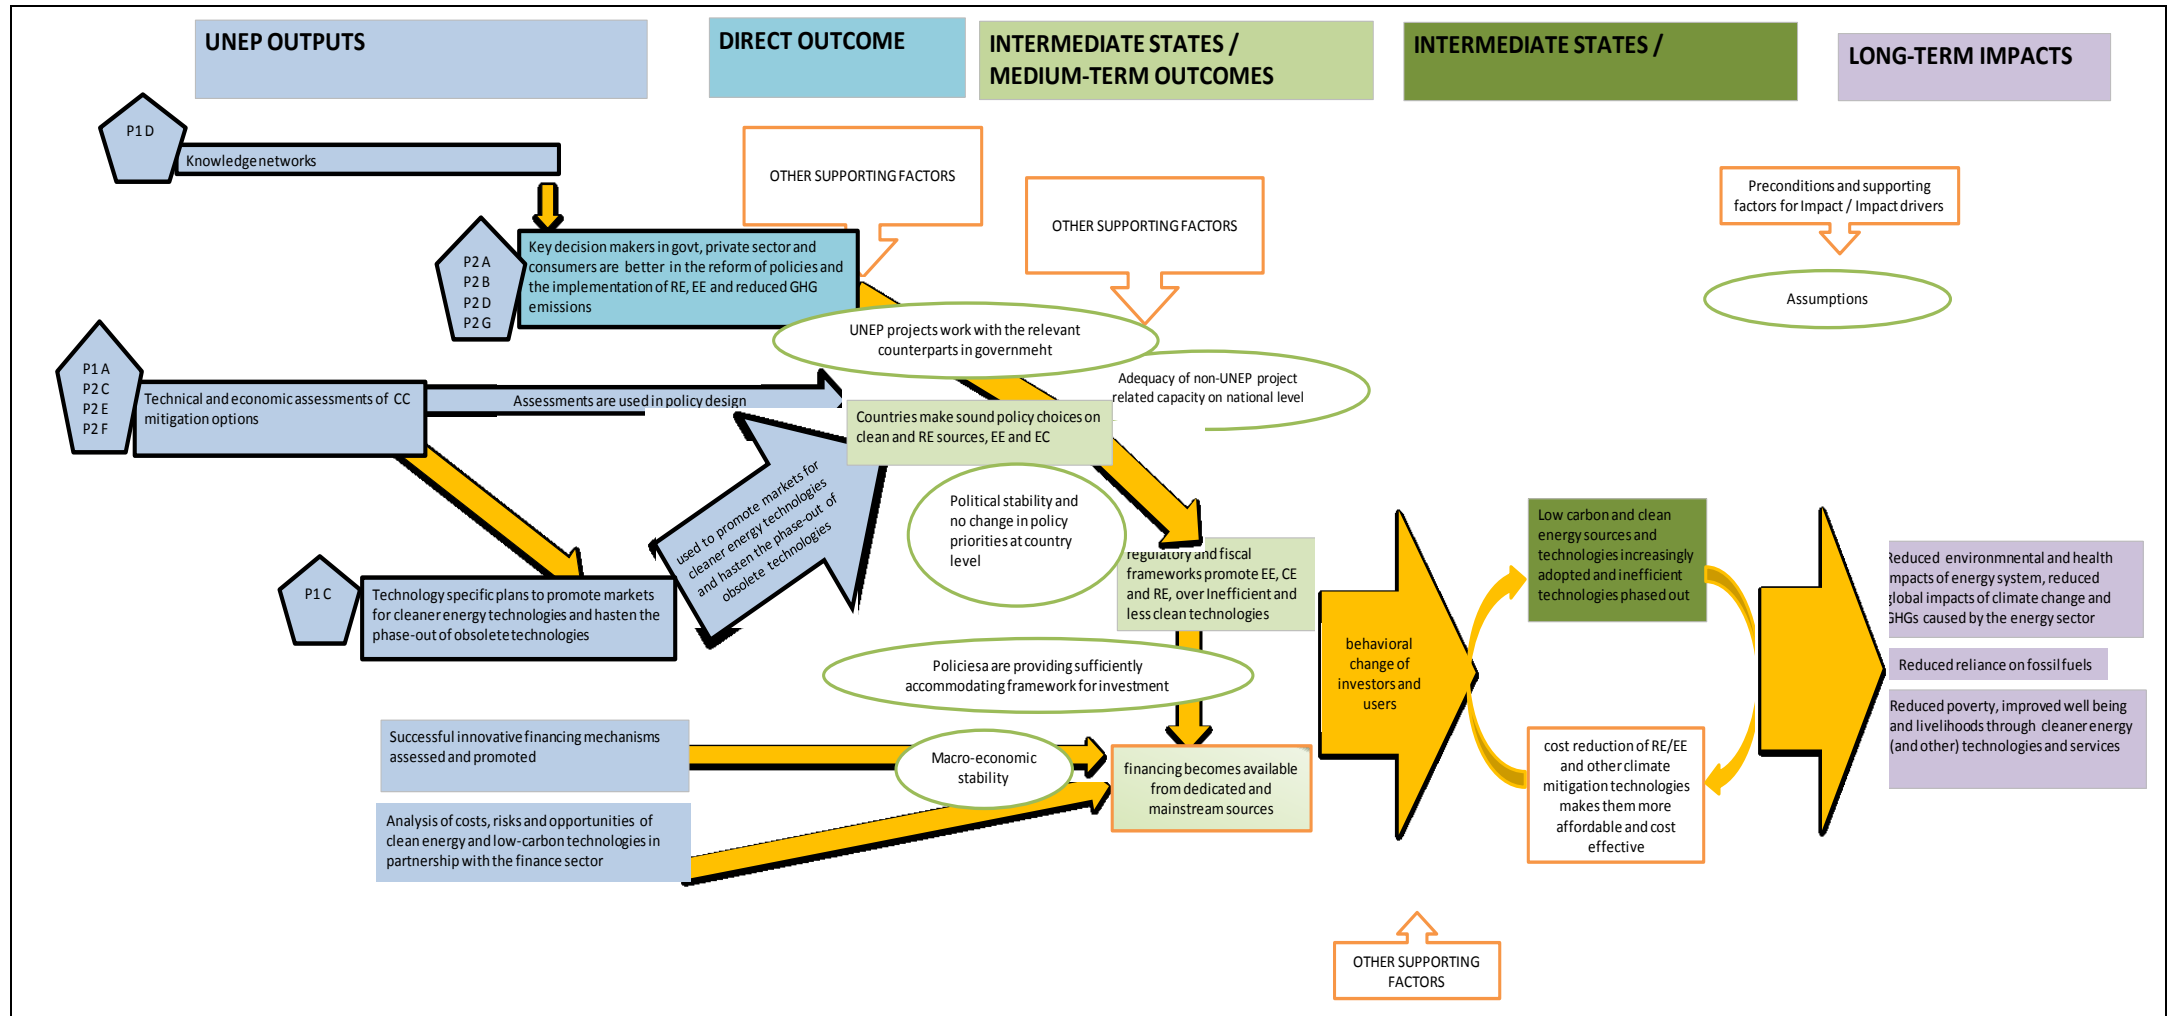 UNEP OUTPUTS
DIRECT OUTCOME
INTERMEDIATE STATES /
MEDIUM-TERM OUTCOMES
INTERMEDIATE STATES /
LONG-TERM IMPACTS
P1 D
Knowledge networks
OTHER SUPPORTING FACTORS
OTHER SUPPORTING FACTORS
Preconditions and supporting
factors for Impact / Impact drivers
Assumptions
P2 A
P2 B
P2 D
P2 G
Key decision makers in govt, private sector and
consumers are better in the reform of policies and
the implementation of RE, EE and reduced GHG
emissions
UNEP projects work with the relevant
counterparts in governmeht
Adequacy of non-UNEP project
related capacity on national level
P1 A
P2 C
P2 E
P2 F
Technical and economic assessments of CC
mitigation options
Assessments are used in policy design
Countries make sound policy choices on
clean and RE sources, EE and EC
used to promote markets for
cleaner energy technologies
and hasten the phase-out of
obsolete technologies
Political stability and
no change in policy
priorities at country
level
regulatory and fiscal
frameworks promote EE, CE
and RE, over Inefficient and
less clean technologies
P1 C
Technology specific plans to promote markets
for cleaner energy technologies and hasten the
phase-out of obsolete technologies
Policiesa are providing sufficiently
accommodating framework for investment
Successful innovative financing mechanisms
assessed and promoted
Macro-economic
stability
Analysis of costs, risks and opportunities of
clean energy and low-carbon technologies in
partnership with the finance sector
financing becomes available
from dedicated and
mainstream sources
behavioral
change of
investors and
users
Low carbon and clean
energy sources and
technologies increasingly
adopted and inefficient
technologies phased out
cost reduction of RE/EE
and other climate
mitigation technologies
makes them more
affordable and cost
effective
Reduced environmnental and health
impacts of energy system, reduced
global impacts of climate change and
GHGs caused by the energy sector
Reduced reliance on fossil fuels
Reduced poverty, improved well being
and livelihoods through cleaner energy
(and other) technologies and services
OTHER SUPPORTING
FACTORS